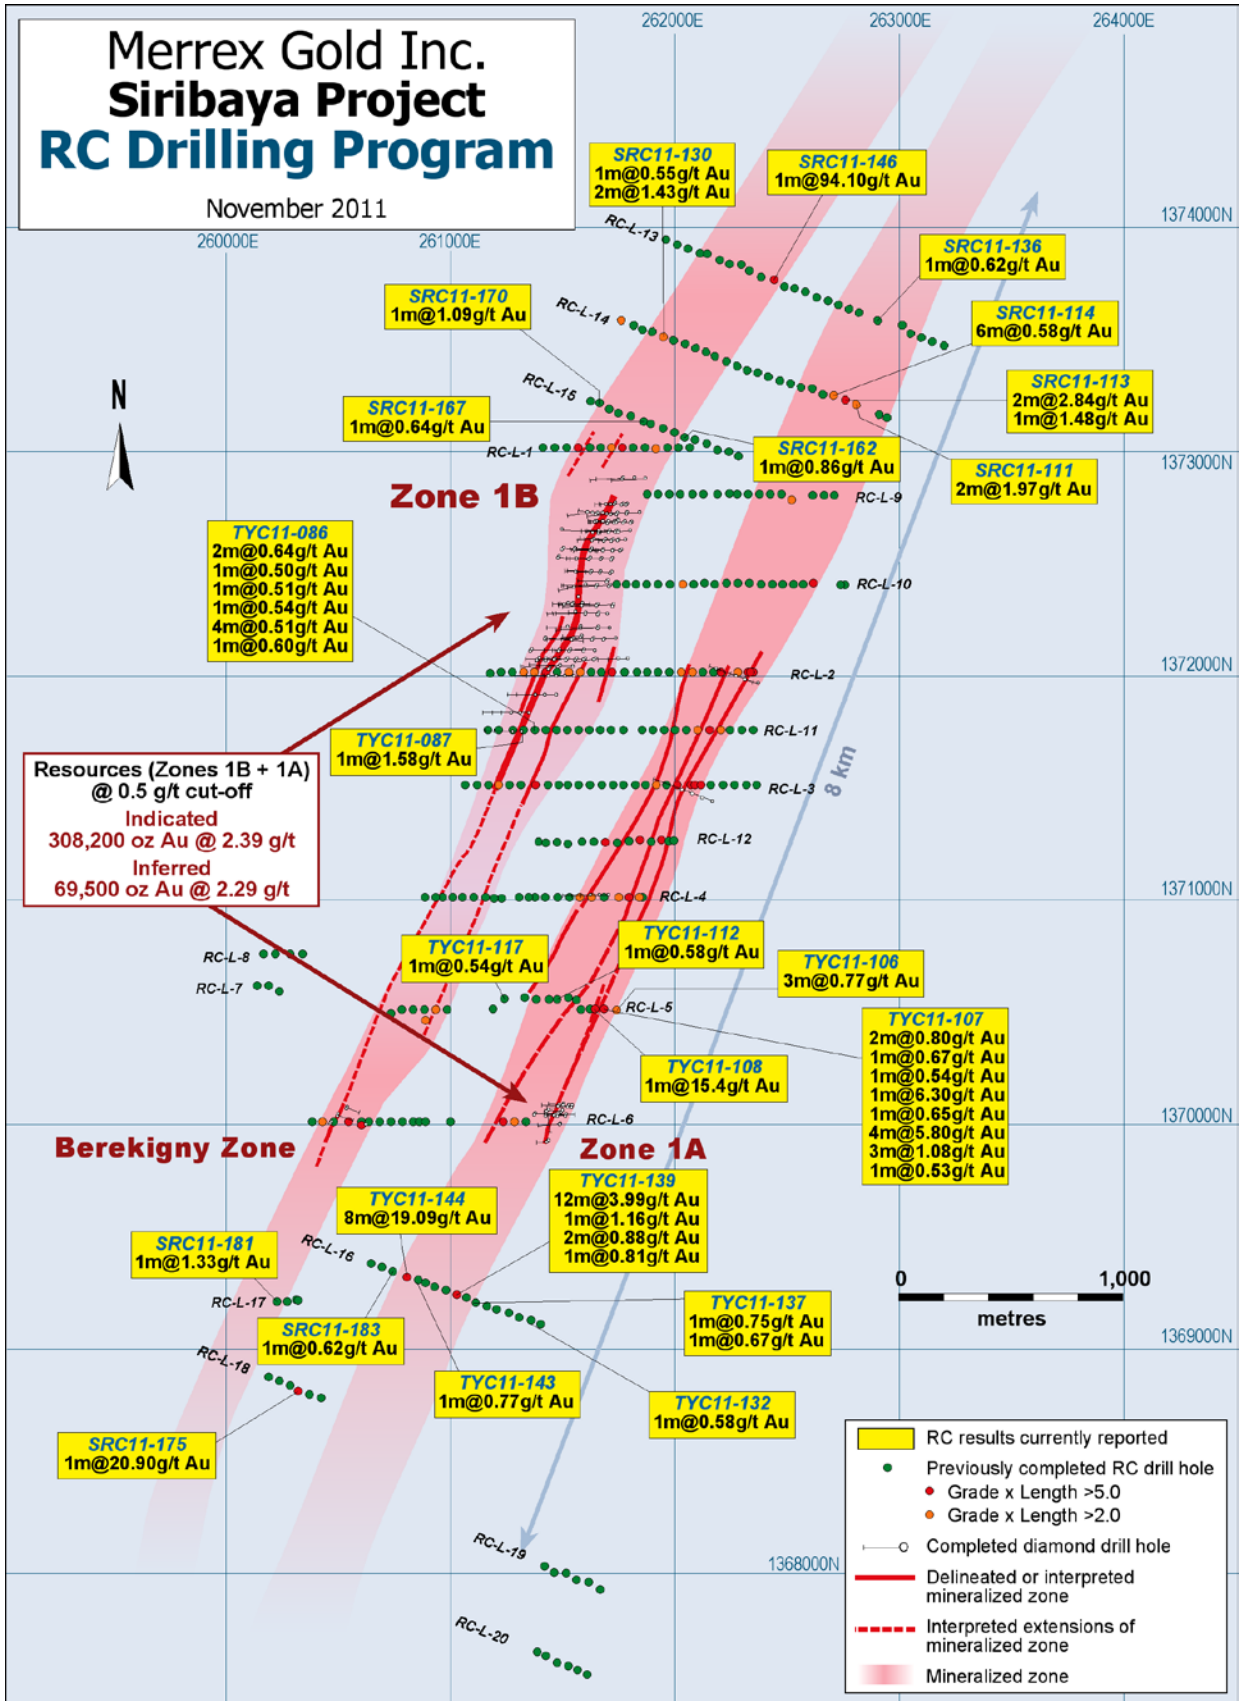 Merrex Gold Inc.
Siribaya Project
RC Drilling Program
November 2011
262000E
263000E
264000E
260000E
261000E
1374000N
SRC11-130
1m@0.55g/t Au
2m@1.43g/t Au
SRC11-146
1m@94.10g/t Au
RC-L-13
SRC11-136
1m@0.62g/t Au
SRC11-170
1m@1.09g/t Au
RC-L-14
SRC11-114
6m@0.58g/t Au
RC-L-15
SRC11-113
2m@2.84g/t Au
1m@1.48g/t Au
N
SRC11-167
1m@0.64g/t Au
RC-L-1
SRC11-162
1m@0.86g/t Au
SRC11-111
2m@1.97g/t Au
1373000N
Zone 1B
RC-L-9
TYC11-086
2m@0.64g/t Au
1m@0.50g/t Au
1m@0.51g/t Au
1m@0.54g/t Au
4m@0.51g/t Au
1m@0.60g/t Au
RC-L-10
RC-L-2
1372000N
RC-L-11
TYC11-087
1m@1.58g/t Au
8 km
Resources (Zones 1B + 1A)
@ 0.5 g/t cut-off
Indicated
308,200 oz Au @ 2.39 g/t
Inferred
69,500 oz Au @ 2.29 g/t
RC-L-3
RC-L-12
RC-L-4
1371000N
RC-L-8
RC-L-7
TYC11-117
1m@0.54g/t Au
TYC11-112
1m@0.58g/t Au
TYC11-106
3m@0.77g/t Au
RC-L-5
TYC11-107
2m@0.80g/t Au
1m@0.67g/t Au
1m@0.54g/t Au
1m@6.30g/t Au
1m@0.65g/t Au
4m@5.80g/t Au
3m@1.08g/t Au
1m@0.53g/t Au
TYC11-108
1m@15.4g/t Au
RC-L-6
1370000N
Berekigny Zone
Zone 1A
TYC11-144
8m@19.09g/t Au
TYC11-139
12m@3.99g/t Au
1m@1.16g/t Au
2m@0.88g/t Au
1m@0.81g/t Au
SRC11-181
1m@1.33g/t Au
RC-L-16
RC-L-17
0
1,000
metres
TYC11-137
1m@0.75g/t Au
1m@0.67g/t Au
SRC11-183
1m@0.62g/t Au
1369000N
RC-L-18
TYC11-143
1m@0.77g/t Au
TYC11-132
1m@0.58g/t Au
SRC11-175
1m@20.90g/t Au
RC-L-19
1368000N
RC-L-20
RC results currently reported
Previously completed RC drill hole
Grade x Length >5.0
Grade x Length >2.0
Completed diamond drill hole
Delineated or interpreted
mineralized zone
Interpreted extensions of
mineralized zone
Mineralized zone